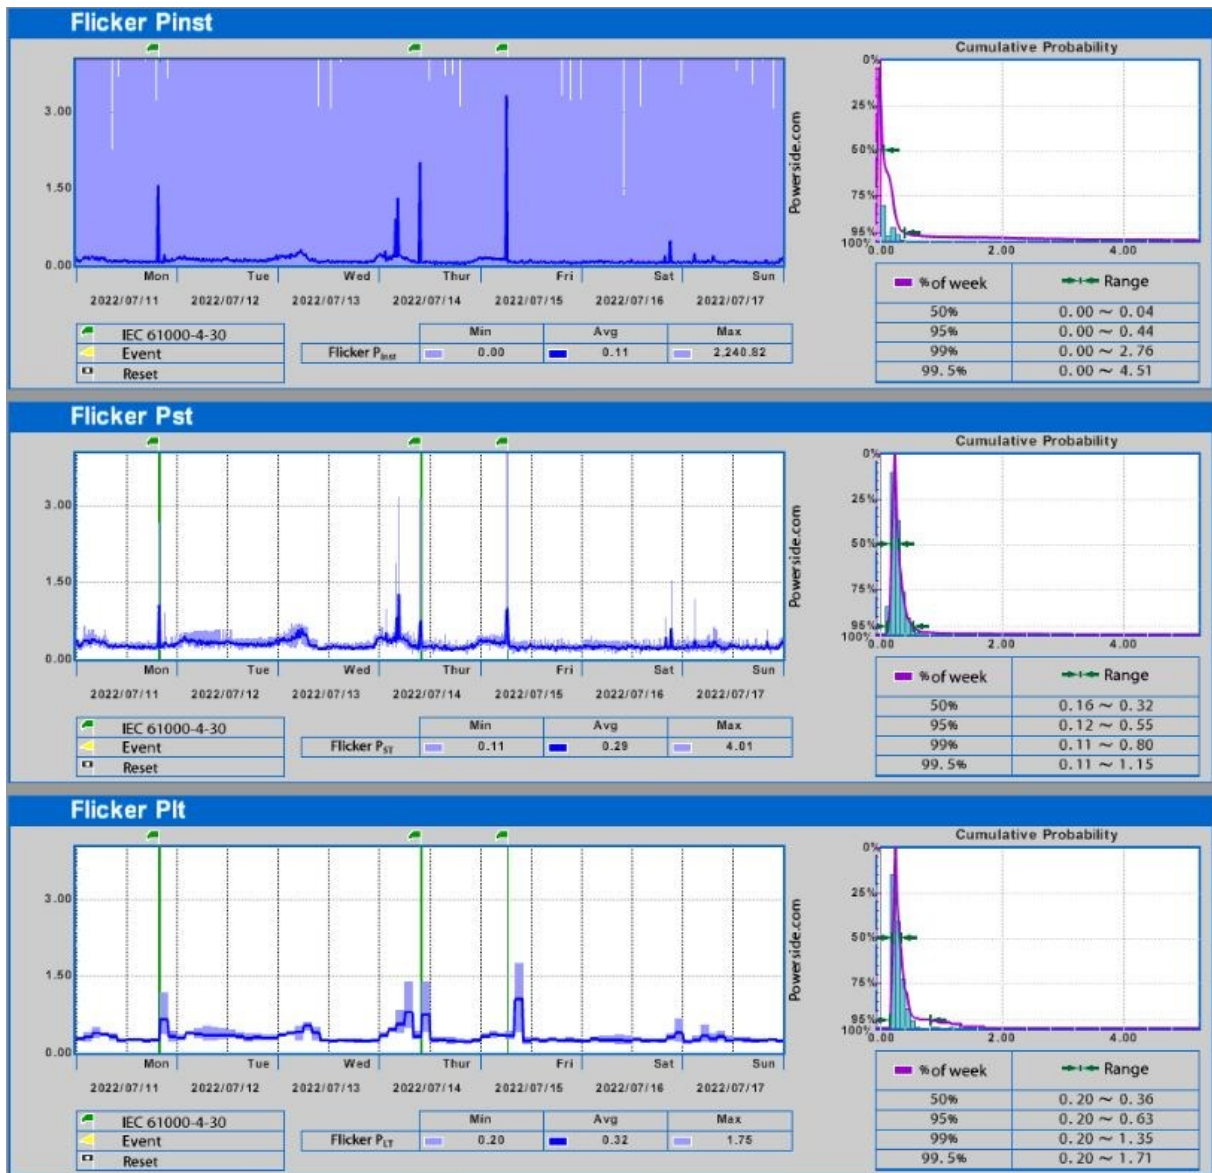 Flicker Pinst
Cumulative Probability
3.00
1.50
0.00
Mon Tue Wed Thur Fri Sat Sun
2022/07/11 2022/07/12 2022/07/13 2022/07/14 2022/07/15 2022/07/16 2022/07/17
Powerside.com
IEC 61000-4-30
Event
Reset
Min Avg Max
Flicker Pinst 0.00 0.11 2,240.82
0%
25%
50%
75%
95%
100%
0.00 2.00 4.00
% of week Range
50% 0.00 ~ 0.04
95% 0.00 ~ 0.44
99% 0.00 ~ 2.76
99.5% 0.00 ~ 4.51
Flicker Pst
Cumulative Probability
3.00
1.50
0.00
Mon Tue Wed Thur Fri Sat Sun
2022/07/11 2022/07/12 2022/07/13 2022/07/14 2022/07/15 2022/07/16 2022/07/17
Powerside.com
IEC 61000-4-30
Event
Reset
Min Avg Max
Flicker PST 0.11 0.29 4.01
0%
25%
50%
75%
95%
100%
0.00 2.00 4.00
% of week Range
50% 0.16 ~ 0.32
95% 0.12 ~ 0.55
99% 0.11 ~ 0.80
99.5% 0.11 ~ 1.15
Flicker Plt
Cumulative Probability
3.00
1.50
0.00
Mon Tue Wed Thur Fri Sat Sun
2022/07/11 2022/07/12 2022/07/13 2022/07/14 2022/07/15 2022/07/16 2022/07/17
Powerside.com
IEC 61000-4-30
Event
Reset
Min Avg Max
Flicker PLT 0.20 0.32 1.75
0%
25%
50%
75%
95%
100%
0.00 2.00 4.00
% of week Range
50% 0.20 ~ 0.36
95% 0.20 ~ 0.63
99% 0.20 ~ 1.35
99.5% 0.20 ~ 1.71